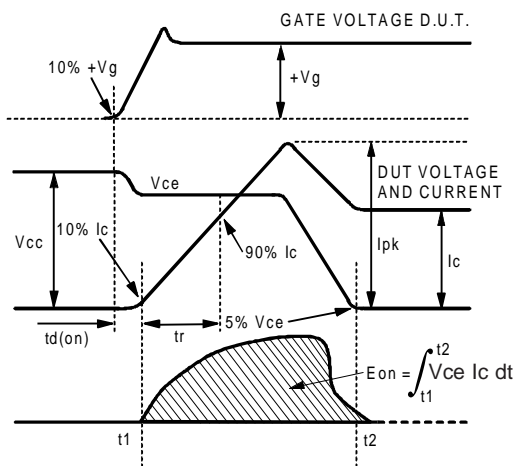 GATE VOLTAGE D.U.T.
10% +Vg
+Vg
Vce
DUT VOLTAGE
AND CURRENT
Vcc
10% Ic
90% Ic
Ipk
Ic
td(on)
tr
5% Vce
Eon = ∫ Vce Ic dt
t2
t1
t1
t2